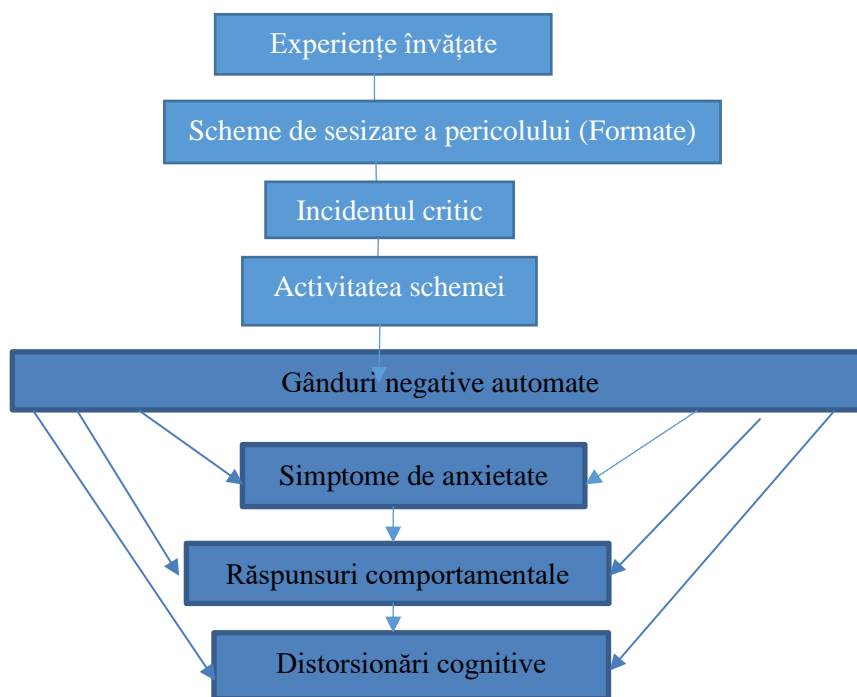 Experiențe învățate
Scheme de sesizare a pericolului (Formate)
Incidentul critic
Activitatea schemei
Gânduri negative automate
Simptome de anxietate
Răspunsuri comportamentale
Distorsionări cognitive